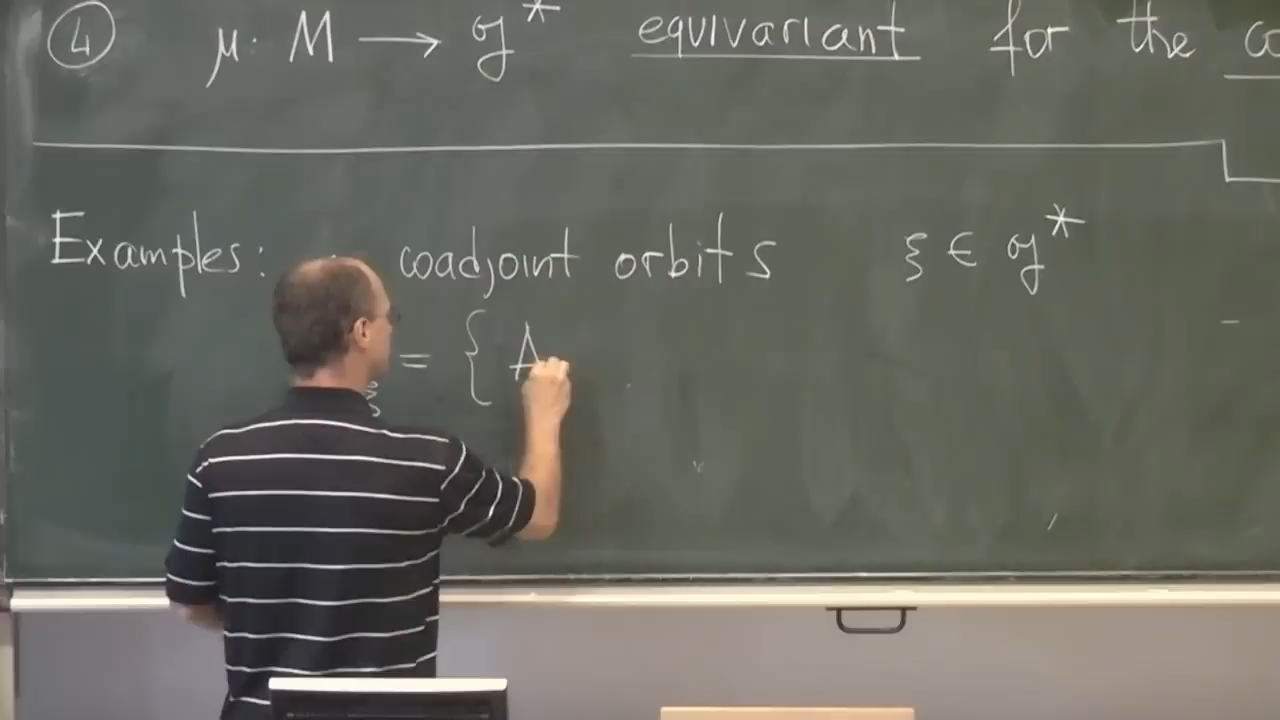 ④ μ: M ⟶ 𝔤* equivariant for the
Examples: coadjoint orbits ξ ∈ 𝔤*
ξ = { A